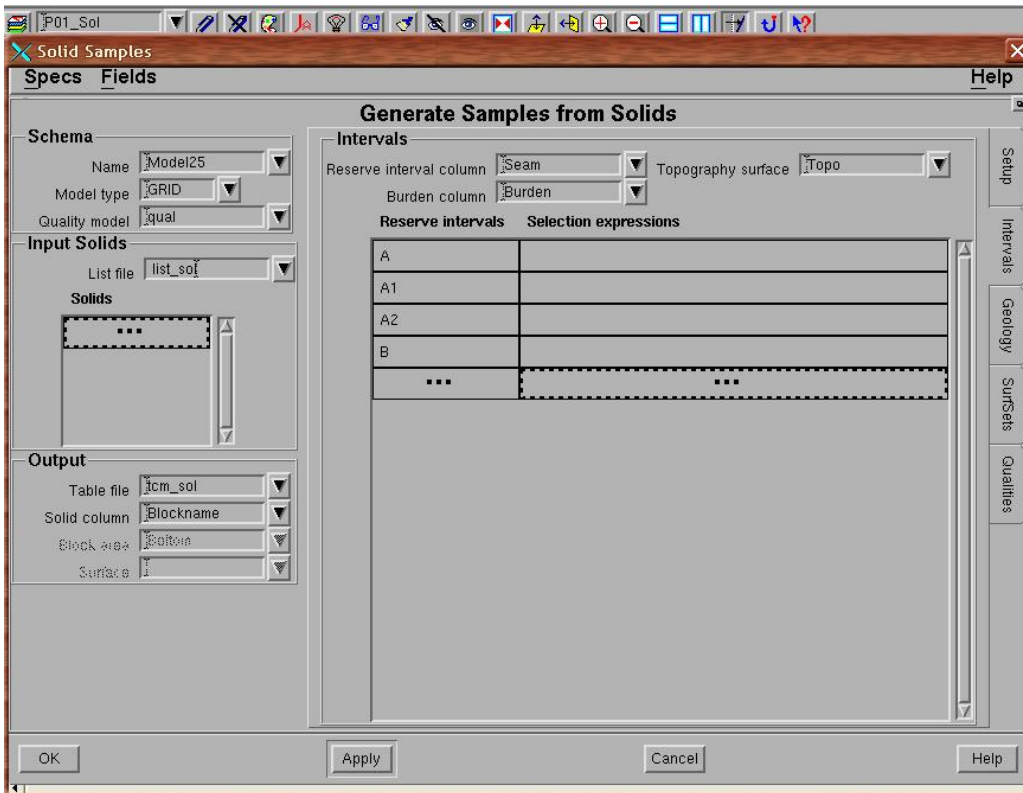 P01_Sol
Solid Samples
Specs Fields Help
Generate Samples from Solids
Schema
Name Model25
Model type GRID
Quality model qual
Input Solids
List file list_sol
Solids
...
Output
Table file tcm_sol
Solid column Blockname
Block area Bottom
Surface
Intervals
Reserve interval column Seam Topography surface Topo
Burden column Burden
Reserve intervals Selection expressions
A
A1
A2
B
... ...
Setup
Intervals
Geology
SurfSets
Qualities
OK Apply Cancel Help